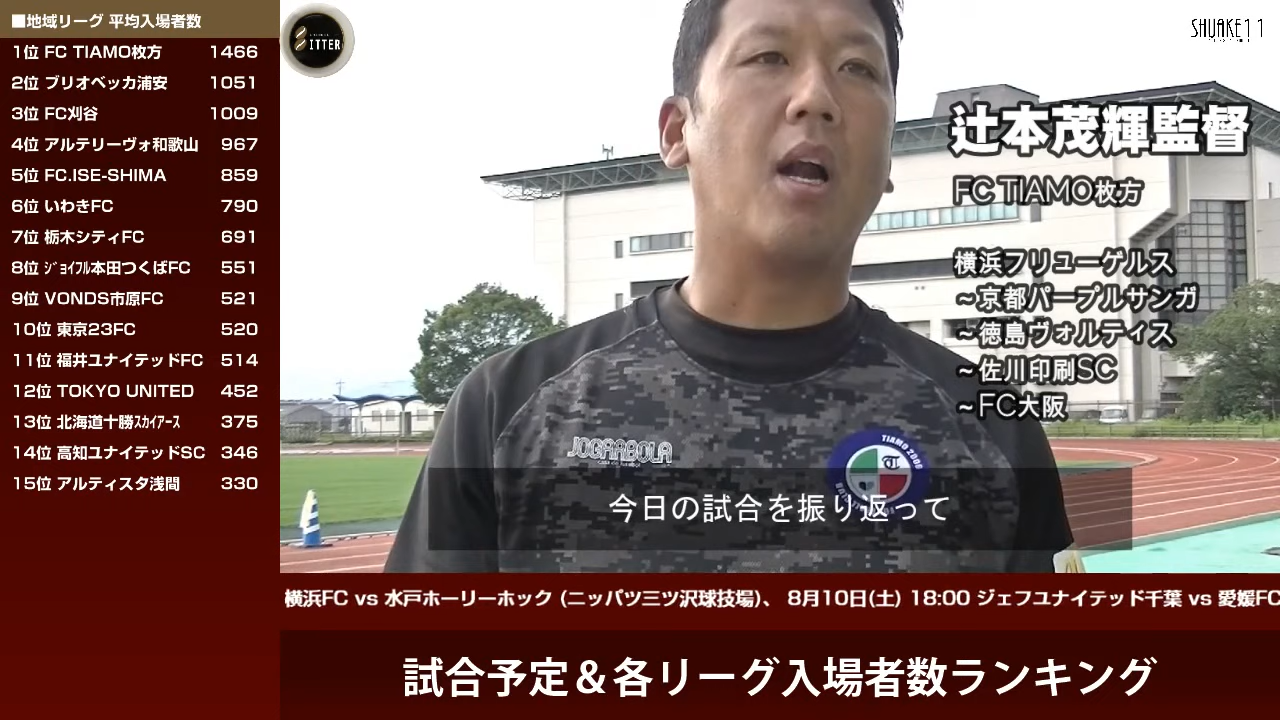 ■地域リーグ 平均入場者数
1位 FC TIAMO枚方 1466
2位 ブリオベッカ浦安 1051
3位 FC刈谷 1009
4位 アルテリーヴォ和歌山 967
5位 FC.ISE-SHIMA 859
6位 いわきFC 790
7位 栃木シティFC 691
8位 ｼﾞｮｲﾌﾙ本田つくばFC 551
9位 VONDS市原FC 521
10位 東京23FC 520
11位 福井ユナイテッドFC 514
12位 TOKYO UNITED 452
13位 北海道十勝ｽｶｲｱｰｽ 375
14位 高知ユナイテッドSC 346
15位 アルティスタ浅間 330
ITTER
SHUAKE11
辻本茂輝監督
FC TIAMO枚方
横浜フリューゲルス
~京都パープルサンガ
~徳島ヴォルティス
~佐川印刷SC
~FC大阪
JOGARBOLA
TIAMO 2006
今日の試合を振り返って
横浜FC vs 水戸ホーリーホック (ニッパツ三ツ沢球技場)、 8月10日(土) 18:00 ジェフユナイテッド千葉 vs 愛媛FC
試合予定＆各リーグ入場者数ランキング